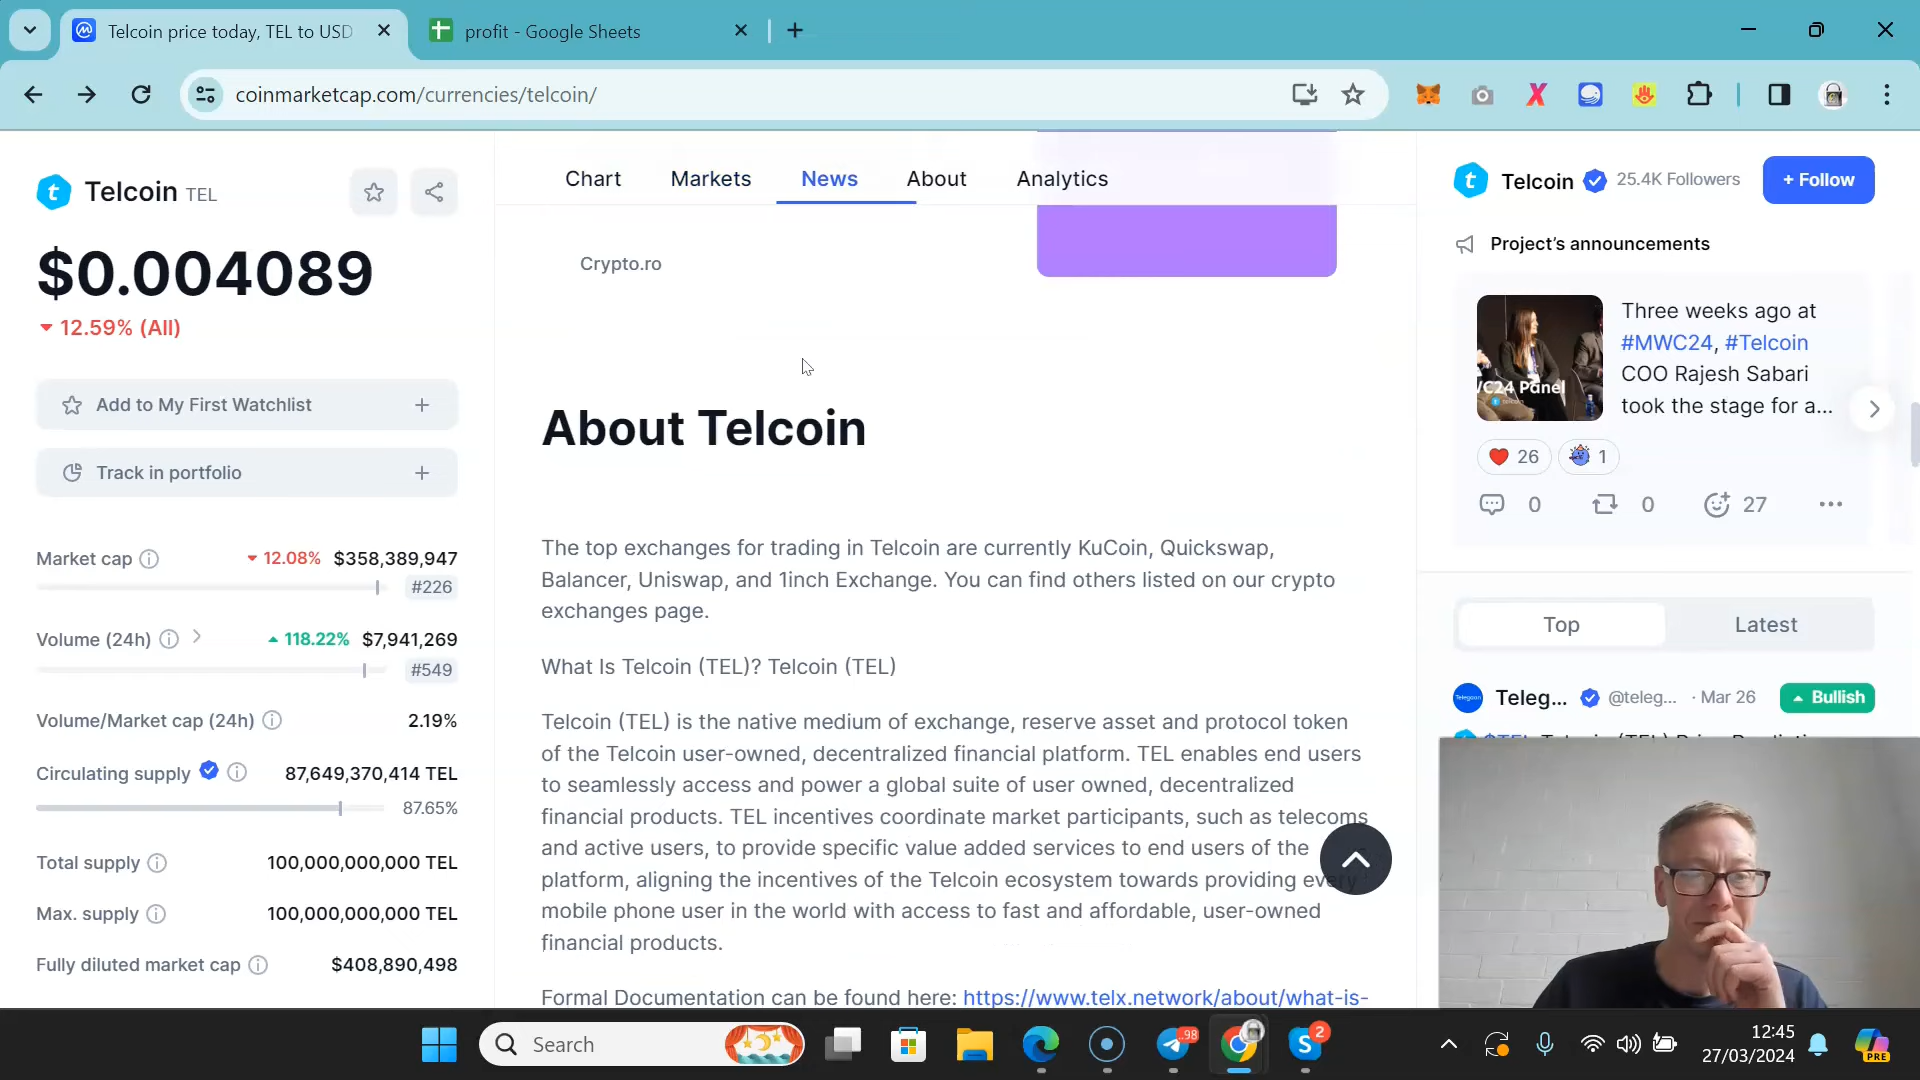 Telcoin price today, TEL to USD
profit - Google Sheets
coinmarketcap.com/currencies/telcoin/
Telcoin TEL
$0.004089
12.59% (All)
Add to My First Watchlist
Track in portfolio
Market cap 12.08% $358,389,947
#226
Volume (24h) 118.22% $7,941,269
#549
Volume/Market cap (24h) 2.19%
Circulating supply 87,649,370,414 TEL
87.65%
Total supply 100,000,000,000 TEL
Max. supply 100,000,000,000 TEL
Fully diluted market cap $408,890,498
Chart Markets News About Analytics
Crypto.ro
About Telcoin
The top exchanges for trading in Telcoin are currently KuCoin, Quickswap,
Balancer, Uniswap, and 1inch Exchange. You can find others listed on our crypto
exchanges page.
What Is Telcoin (TEL)? Telcoin (TEL)
Telcoin (TEL) is the native medium of exchange, reserve asset and protocol token
of the Telcoin user-owned, decentralized financial platform. TEL enables end users
to seamlessly access and power a global suite of user owned, decentralized
financial products. TEL incentives coordinate market participants, such as telecoms
and active users, to provide specific value added services to end users of the
platform, aligning the incentives of the Telcoin ecosystem towards providing every
mobile phone user in the world with access to fast and affordable, user-owned
financial products.
Formal Documentation can be found here: https://www.telx.network/about/what-is-
Telcoin 25.4K Followers + Follow
Project's announcements
Three weeks ago at
#MWC24, #Telcoin
COO Rajesh Sabari
took the stage for a...
26 1
0 0 27
Top Latest
Teleg... @teleg... · Mar 26 Bullish
Search
98
2
12:45
27/03/2024
PRE